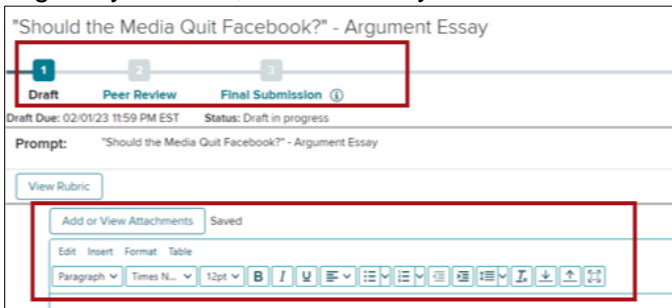 "Should the Media Quit Facebook?" - Argument Essay
1 2 3
Draft Peer Review Final Submission
Draft Due: 02/01/23 11:59 PM EST Status: Draft in progress
Prompt: "Should the Media Quit Facebook?" - Argument Essay
View Rubric
Add or View Attachments Saved
Edit Insert Format Table
Paragraph Times N... 12pt B I U